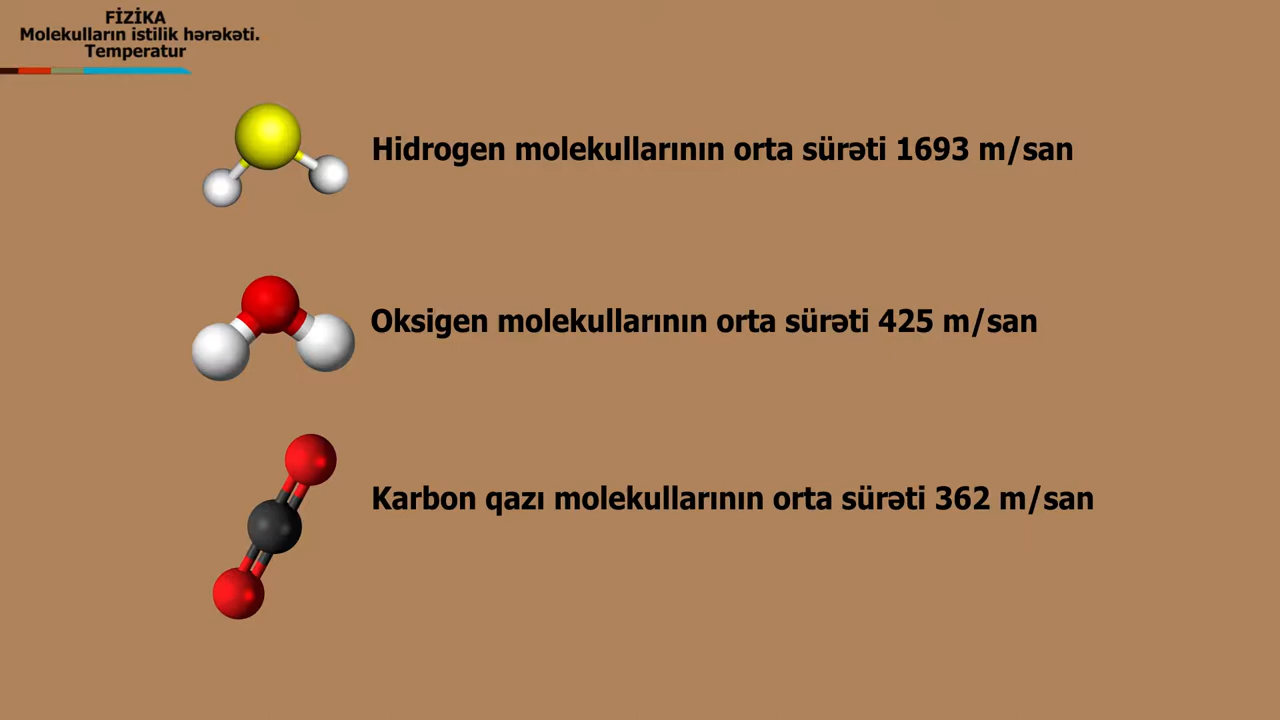 FİZİKA
Molekulların istilik hərəkəti.
Temperatur
Hidrogen molekullarının orta sürəti 1693 m/san
Oksigen molekullarının orta sürəti 425 m/san
Karbon qazı molekullarının orta sürəti 362 m/san